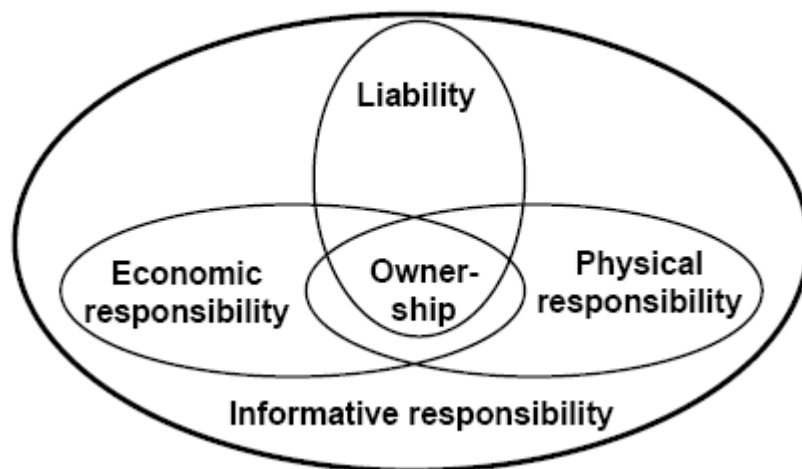 Liability
Economic
responsibility
Owner-
ship
Physical
responsibility
Informative responsibility